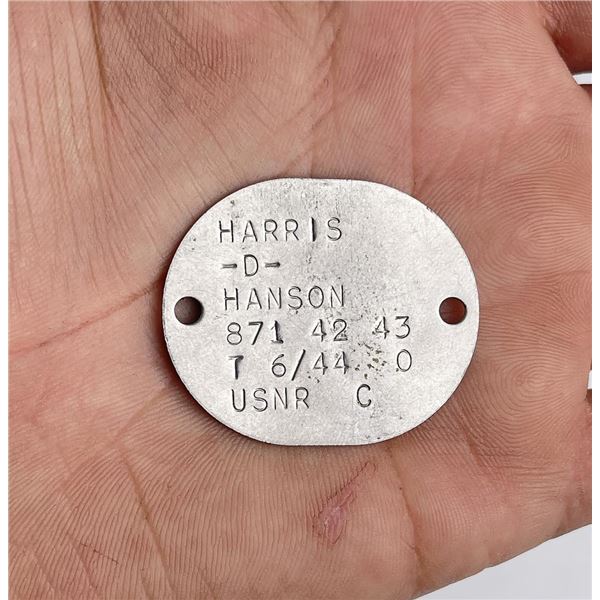 HARRIS
-D-
HANSON
871 42 43
T 6/44 O
USNR C